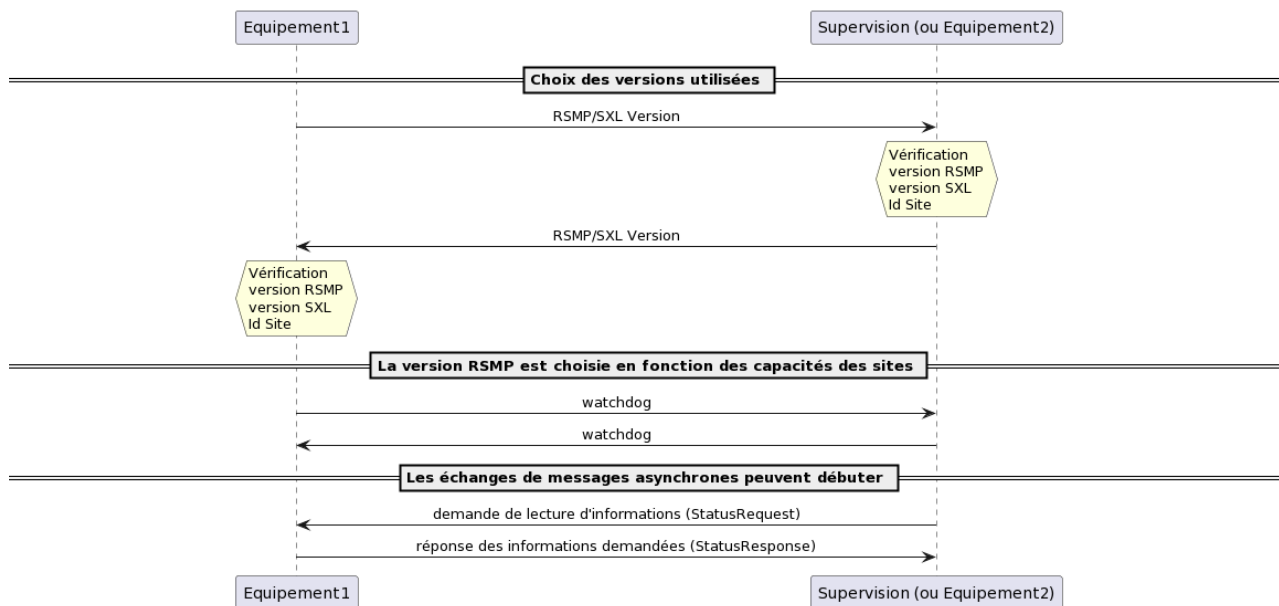 Equipement1
Supervision (ou Equipement2)
Choix des versions utilisées
RSMP/SXL Version
Vérification
version RSMP
version SXL
Id Site
RSMP/SXL Version
Vérification
version RSMP
version SXL
Id Site
La version RSMP est choisie en fonction des capacités des sites
watchdog
watchdog
Les échanges de messages asynchrones peuvent débuter
demande de lecture d'informations (StatusRequest)
réponse des informations demandées (StatusResponse)
Equipement1
Supervision (ou Equipement2)